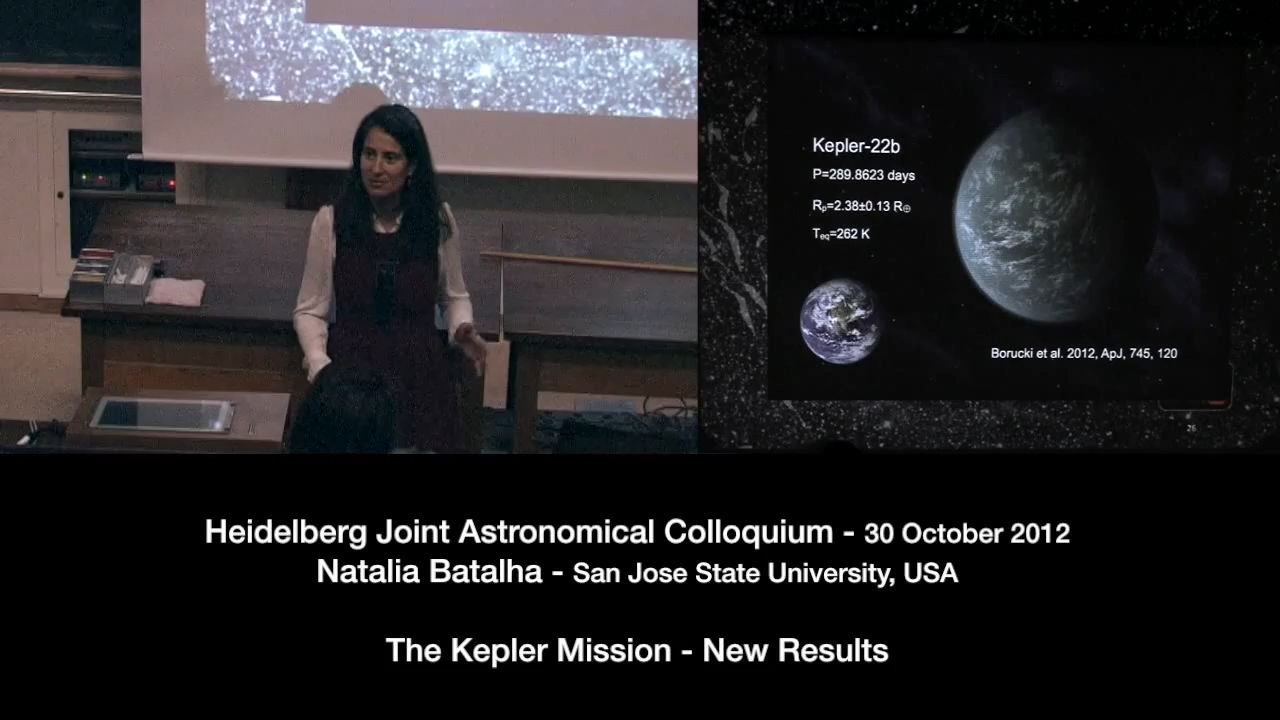 Kepler-22b
P=289.8623 days
Rₚ=2.38±0.13 R⊕
Teq=262 K
Borucki et al. 2012, ApJ, 745, 120
Heidelberg Joint Astronomical Colloquium - 30 October 2012
Natalia Batalha - San Jose State University, USA
The Kepler Mission - New Results